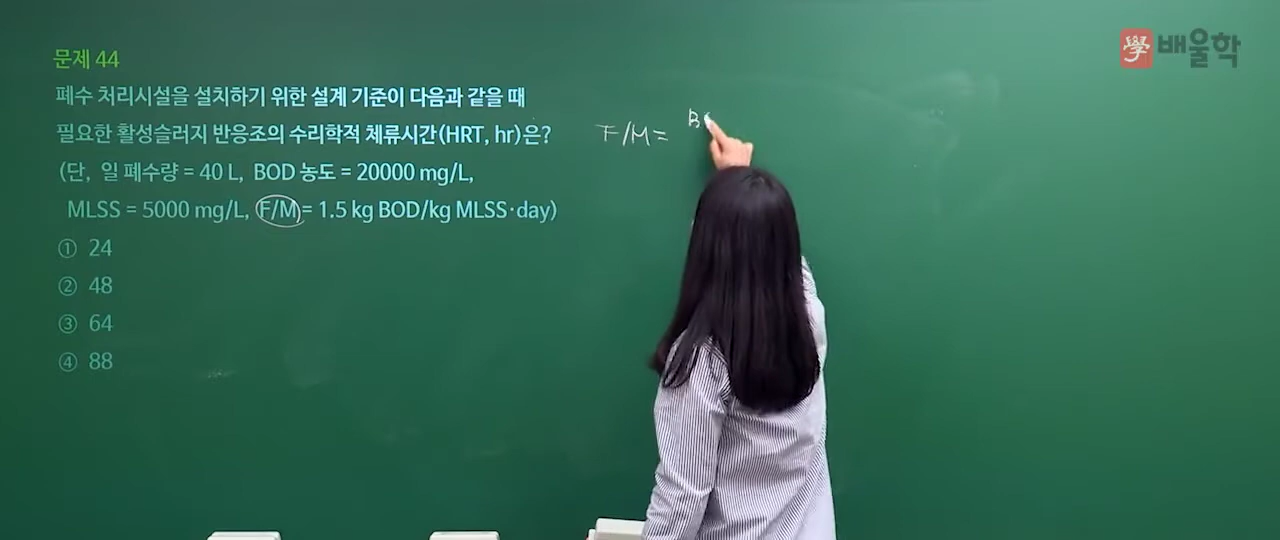 學 배울학
문제 44
폐수 처리시설을 설치하기 위한 설계 기준이 다음과 같을 때
필요한 활성슬러지 반응조의 수리학적 체류시간(HRT, hr)은?
(단, 일 폐수량 = 40 L, BOD 농도 = 20000 mg/L,
MLSS = 5000 mg/L, F/M = 1.5 kg BOD/kg MLSS·day)
① 24
② 48
③ 64
④ 88
F/M = B